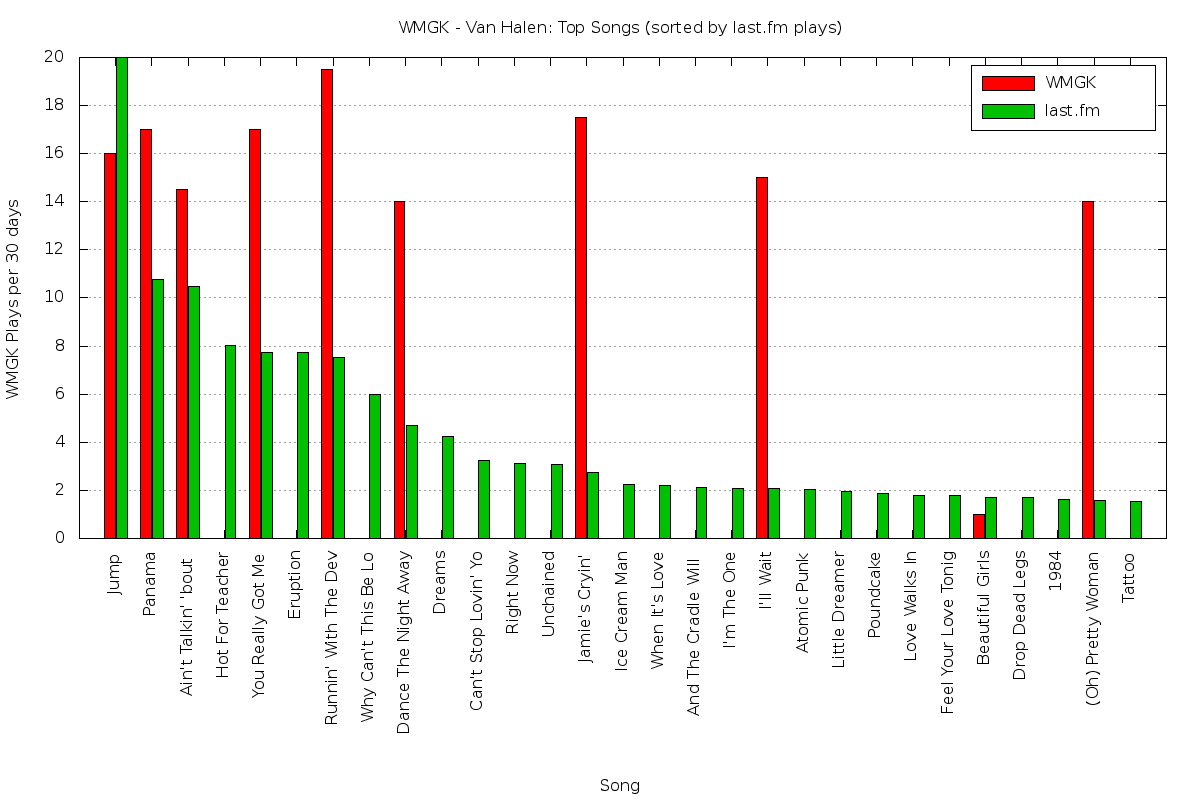 WMGK - Van Halen: Top Songs (sorted by last.fm plays)
WMGK
last.fm
20
18
16
14
12
10
8
6
4
2
0
WMGK Plays per 30 days
Jump
Panama
Ain't Talkin' 'bout
Hot For Teacher
You Really Got Me
Eruption
Runnin' With The Dev
Why Can't This Be Lo
Dance The Night Away
Dreams
Can't Stop Lovin' Yo
Right Now
Unchained
Jamie's Cryin'
Ice Cream Man
When It's Love
And The Cradle Will
I'm The One
I'll Wait
Atomic Punk
Little Dreamer
Poundcake
Love Walks In
Feel Your Love Tonig
Beautiful Girls
Drop Dead Legs
1984
(Oh) Pretty Woman
Tattoo
Song